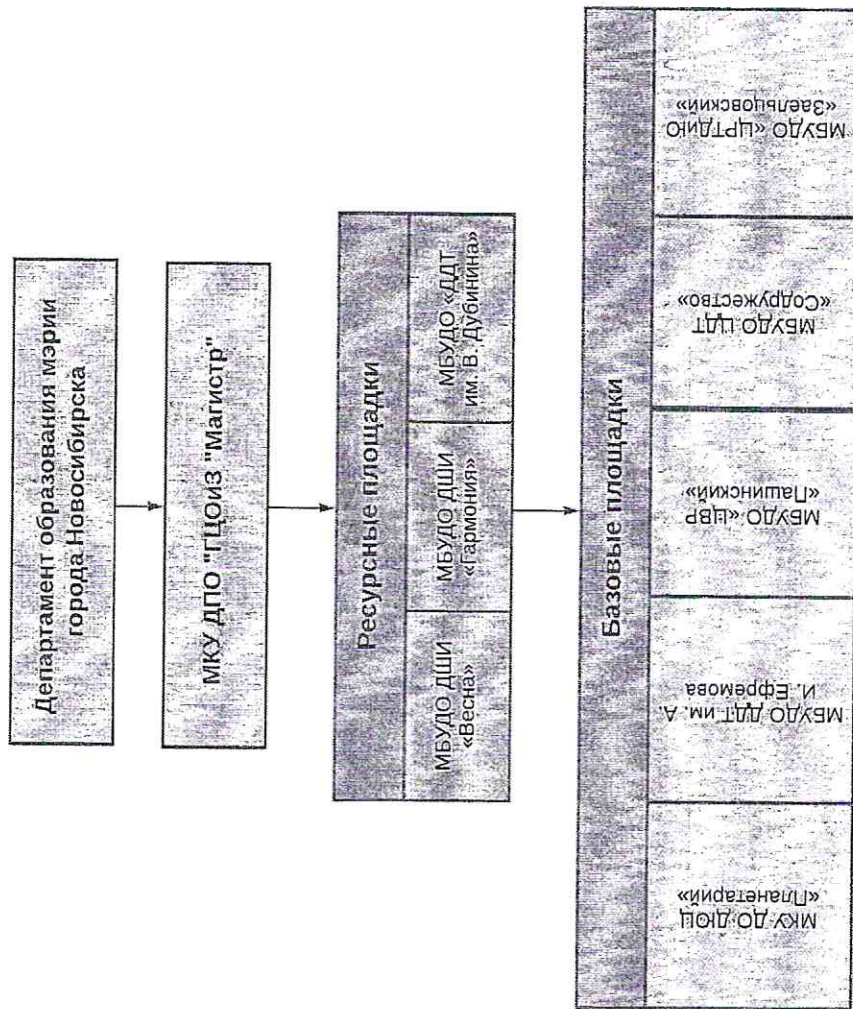 Департамент образования мэрии
города Новосибирска
МКУ ДПО "ГЦОиЗ "Магистр"
Ресурсные площадки
МБУДО ДШИ
«Весна»
МБУДО ДШИ
«Гармония»
МБУДО «ДДТ
им. В. Дубинина»
Базовые площадки
МКУ ДО ДЮЦ
«Планетарий»
МБУДО ДДТ им. А.
И. Ефремова
МБУДО «ЦВР
«Пашинский»
МБУДО ЦДТ
«Содружество»
МБУДО «ЦРТДиЮ
«Заельцовский»